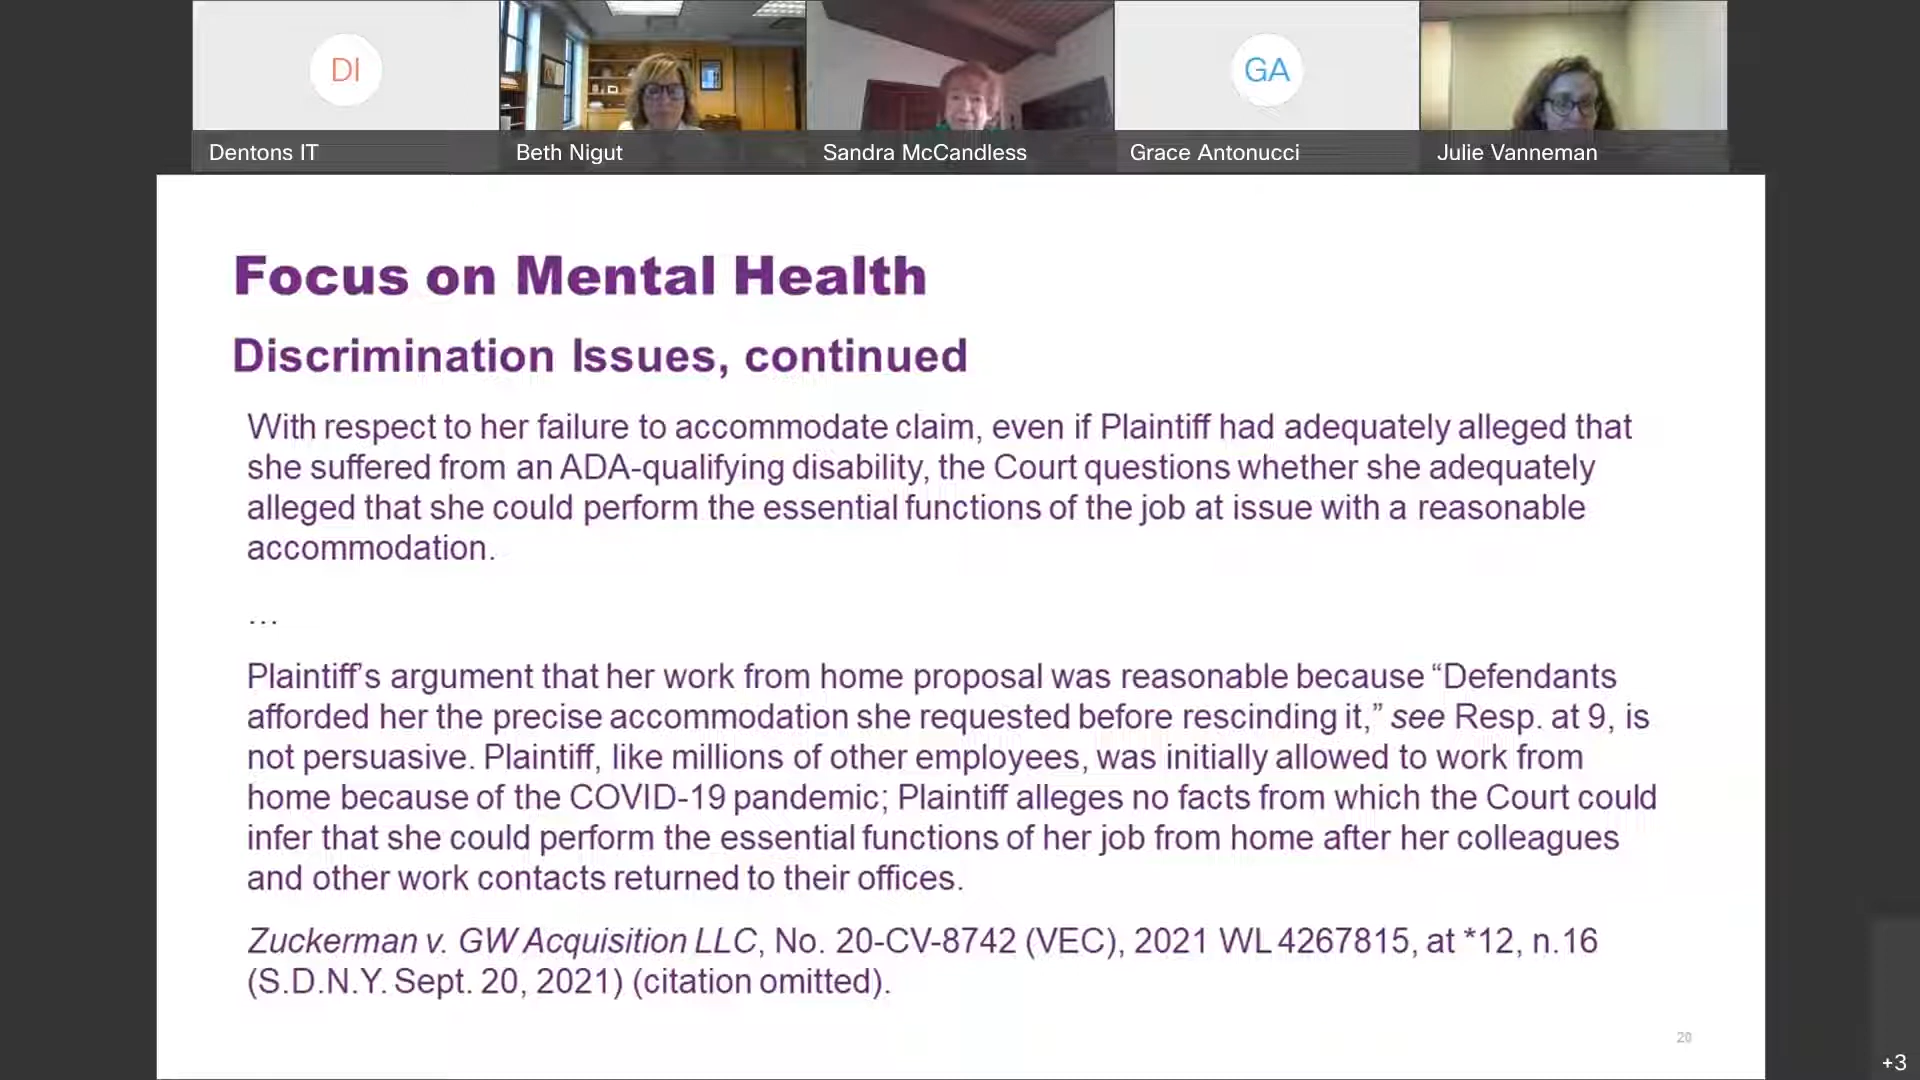 DI
GA
Dentons IT
Beth Nigut
Sandra McCandless
Grace Antonucci
Julie Vanneman
Focus on Mental Health
Discrimination Issues, continued
With respect to her failure to accommodate claim, even if Plaintiff had adequately alleged that
she suffered from an ADA-qualifying disability, the Court questions whether she adequately
alleged that she could perform the essential functions of the job at issue with a reasonable
accommodation.
…
Plaintiff’s argument that her work from home proposal was reasonable because “Defendants
afforded her the precise accommodation she requested before rescinding it,” see Resp. at 9, is
not persuasive. Plaintiff, like millions of other employees, was initially allowed to work from
home because of the COVID-19 pandemic; Plaintiff alleges no facts from which the Court could
infer that she could perform the essential functions of her job from home after her colleagues
and other work contacts returned to their offices.
Zuckerman v. GW Acquisition LLC, No. 20-CV-8742 (VEC), 2021 WL 4267815, at *12, n.16
(S.D.N.Y. Sept. 20, 2021) (citation omitted).
20
+3